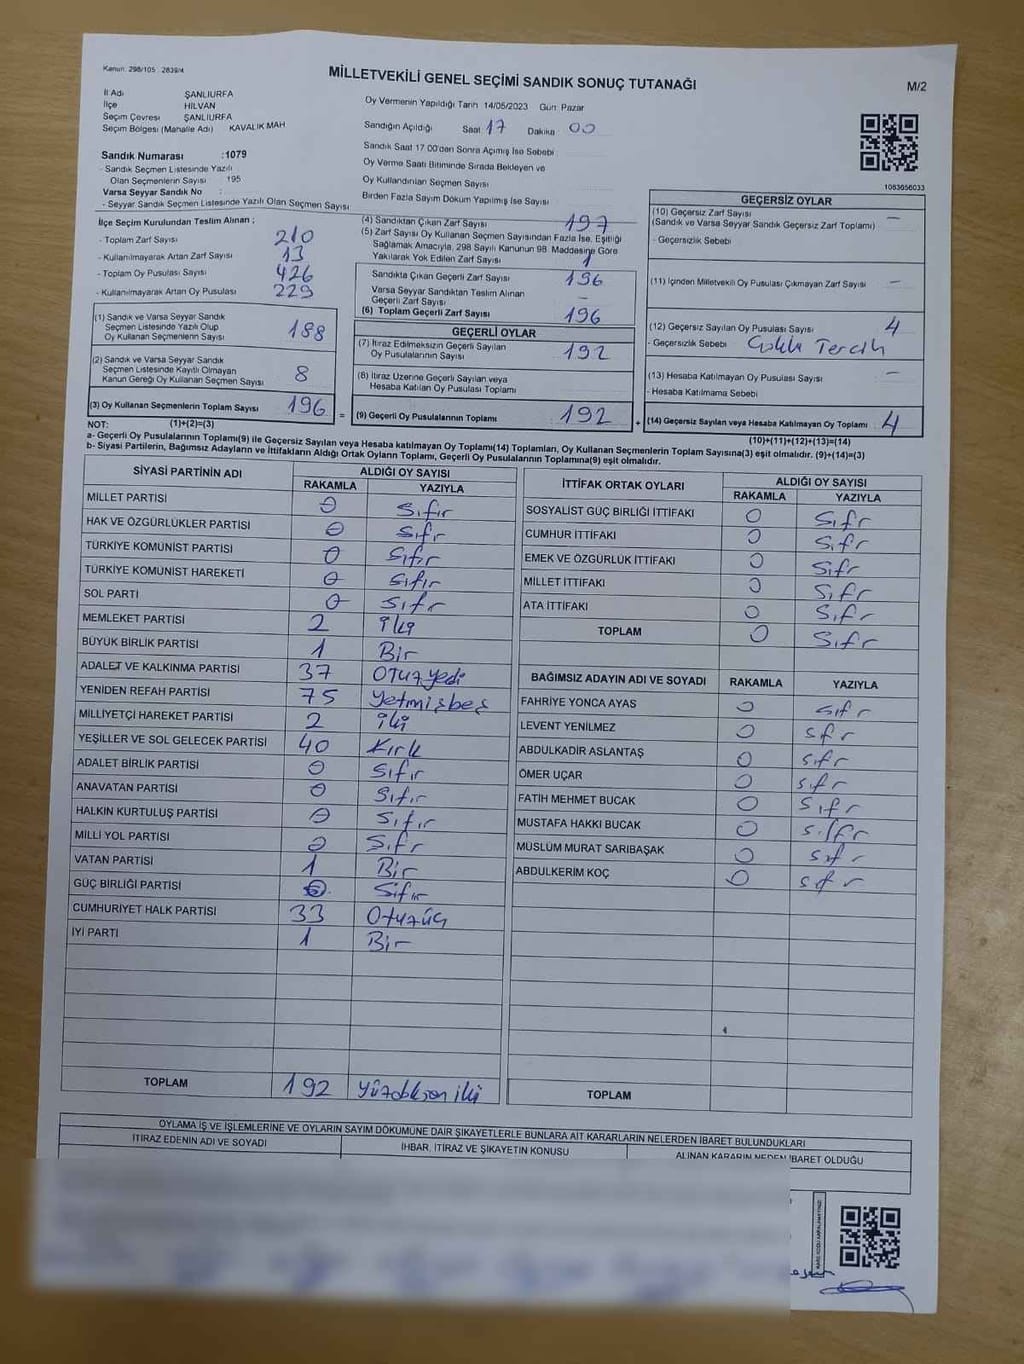 Kanun: 298/105 : 2839/4
MİLLETVEKİLİ GENEL SEÇİMİ SANDIK SONUÇ TUTANAĞI
M/2
İl Adı ŞANLIURFA
İlçe HİLVAN
Seçim Çevresi ŞANLIURFA
Seçim Bölgesi (Mahalle Adı) KAVALIK MAH
Sandık Numarası :1079
- Sandık Seçmen Listesinde Yazılı
Olan Seçmenlerin Sayısı : 195
Varsa Seyyar Sandık No :
- Seyyar Sandık Seçmen Listesinde Yazılı Olan Seçmen Sayısı:
Oy Vermenin Yapıldığı Tarih 14/05/2023 Gün: Pazar
Sandığın Açıldığı Saat 17 Dakika 00
Sandık Saat 17.00'den Sonra Açmış İse Sebebi
Oy Verme Saati Bitiminde Sırada Bekleyen ve
Oy Kullandırılan Seçmen Sayısı
Birden Fazla Sayım Döküm Yapılmış İse Sayısı
1083656033
İlçe Seçim Kurulundan Teslim Alınan :
- Toplam Zarf Sayısı 210
- Kullanılmayarak Artan Zarf Sayısı 13
- Toplam Oy Pusulası Sayısı 426
- Kullanılmayarak Artan Oy Pusulası 229
(1) Sandık ve Varsa Seyyar Sandık
Seçmen Listesinde Yazılı Olup
Oy Kullanan Seçmenlerin Sayısı 188
(2) Sandık ve Varsa Seyyar Sandık
Seçmen Listesinde Kayıtlı Olmayan
Kanun Gereği Oy Kullanan Seçmen Sayısı 8
(3) Oy Kullanan Seçmenlerin Toplam Sayısı 196 =
(1)+(2)=(3)
(4) Sandıktan Çıkan Zarf Sayısı 197
(5) Zarf Sayısı Oy Kullanan Seçmen Sayısından Fazla İse, Eşitliği
Sağlamak Amacıyla, 298 Sayılı Kanunun 98. Maddesine Göre
Yakılarak Yok Edilen Zarf Sayısı 1
Sandıkta Çıkan Geçerli Zarf Sayısı 196
Varsa Seyyar Sandıktan Teslim Alınan
Geçerli Zarf Sayısı –
(6) Toplam Geçerli Zarf Sayısı 196
GEÇERLİ OYLAR
(7) İtiraz Edilmeksizin Geçerli Sayılan
Oy Pusulalarının Sayısı 192
(8) İtiraz Üzerine Geçerli Sayılan veya
Hesaba Katılan Oy Pusulası Toplamı
(9) Geçerli Oy Pusulalarının Toplamı 192 +
GEÇERSİZ OYLAR
(10) Geçersiz Zarf Sayısı –
(Sandık ve Varsa Seyyar Sandık Geçersiz Zarf Toplamı)
- Geçersizlik Sebebi
(11) İçinden Milletvekili Oy Pusulası Çıkmayan Zarf Sayısı –
(12) Geçersiz Sayılan Oy Pusulası Sayısı 4
- Geçersizlik Sebebi Çoklu Tercih
(13) Hesaba Katılmayan Oy Pusulası Sayısı –
- Hesaba Katılmama Sebebi
(14) Geçersiz Sayılan veya Hesaba Katılmayan Oy Toplamı 4
(10)+(11)+(12)+(13)=(14)
NOT:
a- Geçerli Oy Pusulalarının Toplamı(9) ile Geçersiz Sayılan veya Hesaba katılmayan Oy Toplamı(14) Toplamları, Oy Kullanan Seçmenlerin Toplam Sayısına(3) eşit olmalıdır. (9)+(14)=(3)
b- Siyasi Partilerin, Bağımsız Adayların ve İttifakların Aldığı Ortak Oyların Toplamı, Geçerli Oy Pusulalarının Toplamına(9) eşit olmalıdır.
SİYASİ PARTİNİN ADI ALDIĞI OY SAYISI
RAKAMLA YAZIYLA
MİLLET PARTİSİ 0 Sıfır
HAK VE ÖZGÜRLÜKLER PARTİSİ 0 Sıfır
TÜRKİYE KOMÜNİST PARTİSİ 0 Sıfır
TÜRKİYE KOMÜNİST HAREKETİ 0 Sıfır
SOL PARTİ 0 Sıfır
MEMLEKET PARTİSİ 2 İki
BÜYÜK BİRLİK PARTİSİ 1 Bir
ADALET VE KALKINMA PARTİSİ 37 Otuzyedi
YENİDEN REFAH PARTİSİ 75 Yetmişbeş
MİLLİYETÇİ HAREKET PARTİSİ 2 İki
YEŞİLLER VE SOL GELECEK PARTİSİ 40 Kırk
ADALET BİRLİK PARTİSİ 0 Sıfır
ANAVATAN PARTİSİ 0 Sıfır
HALKIN KURTULUŞ PARTİSİ 0 Sıfır
MİLLİ YOL PARTİSİ 0 Sıfır
VATAN PARTİSİ 1 Bir
GÜÇ BİRLİĞİ PARTİSİ 0 Sıfır
CUMHURİYET HALK PARTİSİ 33 Otuzüç
İYİ PARTİ 1 Bir
TOPLAM 192 Yüzdoksan iki
İTTİFAK ORTAK OYLARI ALDIĞI OY SAYISI
RAKAMLA YAZIYLA
SOSYALİST GÜÇ BİRLİĞİ İTTİFAKI 0 Sıfr
CUMHUR İTTİFAKI 0 Sıfr
EMEK VE ÖZGÜRLÜK İTTİFAKI 0 Sıfr
MİLLET İTTİFAKI 0 Sıfr
ATA İTTİFAKI 0 Sıfr
TOPLAM 0 Sıfr
BAĞIMSIZ ADAYIN ADI VE SOYADI RAKAMLA YAZIYLA
FAHRİYE YONCA AYAS 0 sıfr
LEVENT YENİLMEZ 0 sfr
ABDULKADİR ASLANTAŞ 0 sıfr
ÖMER UÇAR 0 sıfr
FATİH MEHMET BUCAK 0 sıfr
MUSTAFA HAKKI BUCAK 0 sıfr
MÜSLÜM MURAT SARIBAŞAK 0 sıfr
ABDULKERİM KOÇ 0 sıfr
TOPLAM
OYLAMA İŞ VE İŞLEMLERİNE VE OYLARIN SAYIM DÖKÜMÜNE DAİR ŞİKAYETLERLE BUNLARA AİT KARARLARIN NELERDEN İBARET BULUNDUKLARI
İTİRAZ EDENİN ADI VE SOYADI İHBAR, İTİRAZ VE ŞİKAYETİN KONUSU ALINAN KARARIN NEDEN İBARET OLDUĞU